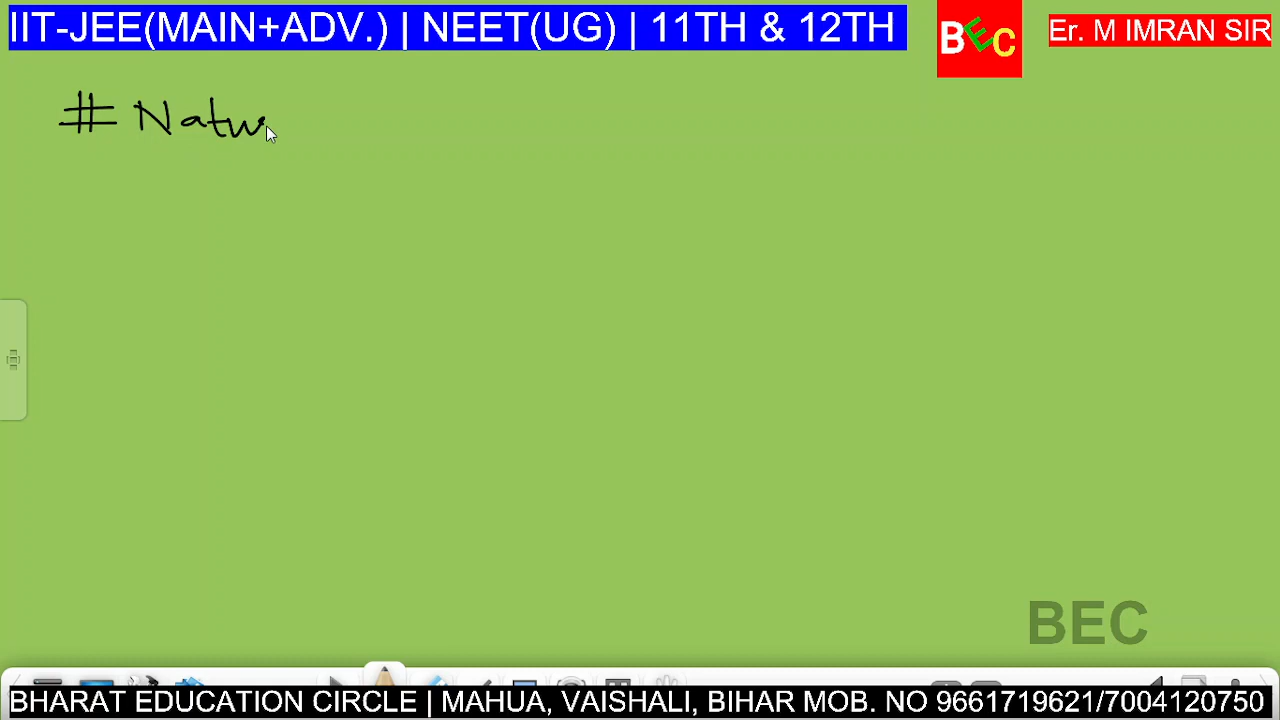 IIT-JEE(MAIN+ADV.) | NEET(UG) | 11TH & 12TH
BEC
Er. M IMRAN SIR
# Natu
BEC
BHARAT EDUCATION CIRCLE | MAHUA, VAISHALI, BIHAR MOB. NO 9661719621/7004120750